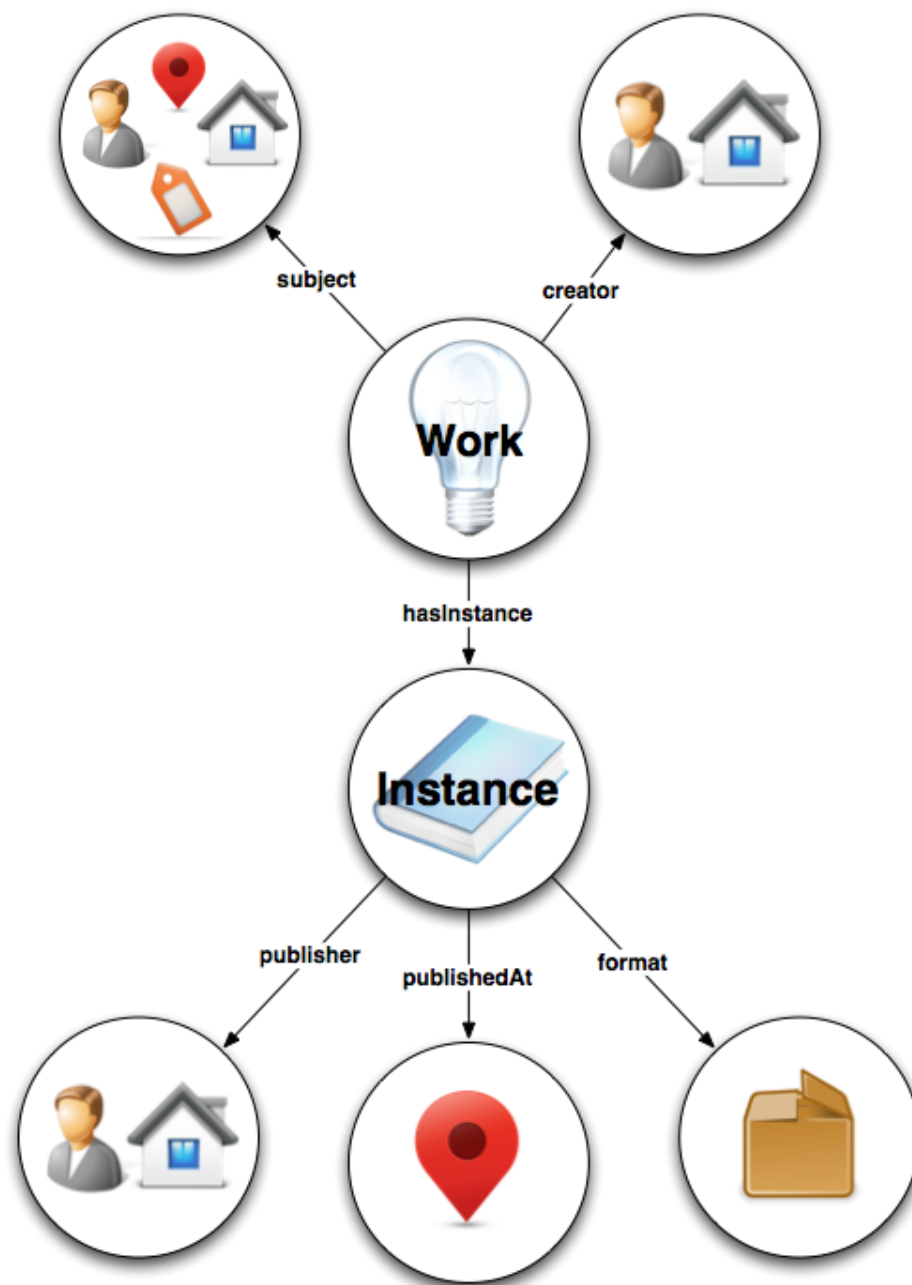 subject
creator
Work
hasInstance
Instance
publisher
publishedAt
format